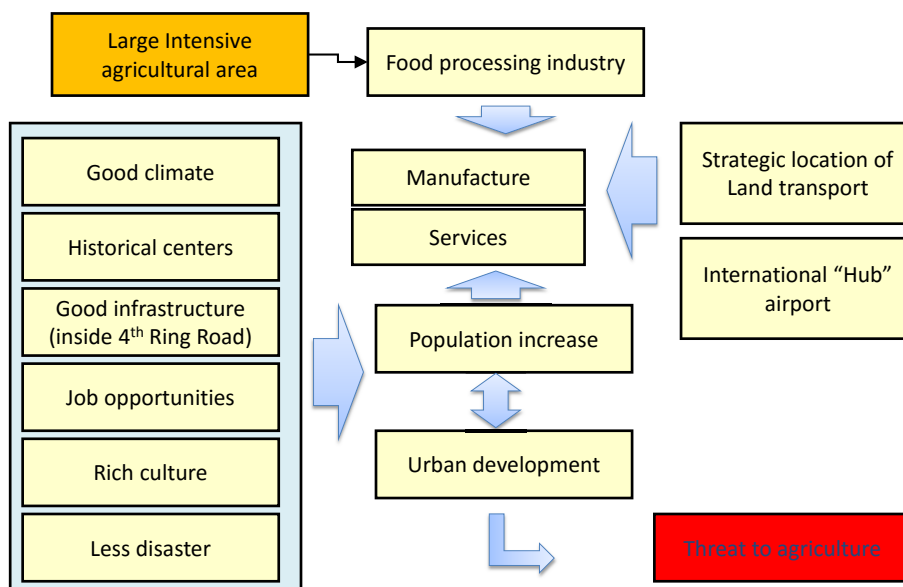 Large Intensive
agricultural area
Food processing industry
Good climate
Historical centers
Good infrastructure
(inside 4th Ring Road)
Job opportunities
Rich culture
Less disaster
Manufacture
Services
Population increase
Urban development
Strategic location of
Land transport
International “Hub”
airport
Threat to agriculture